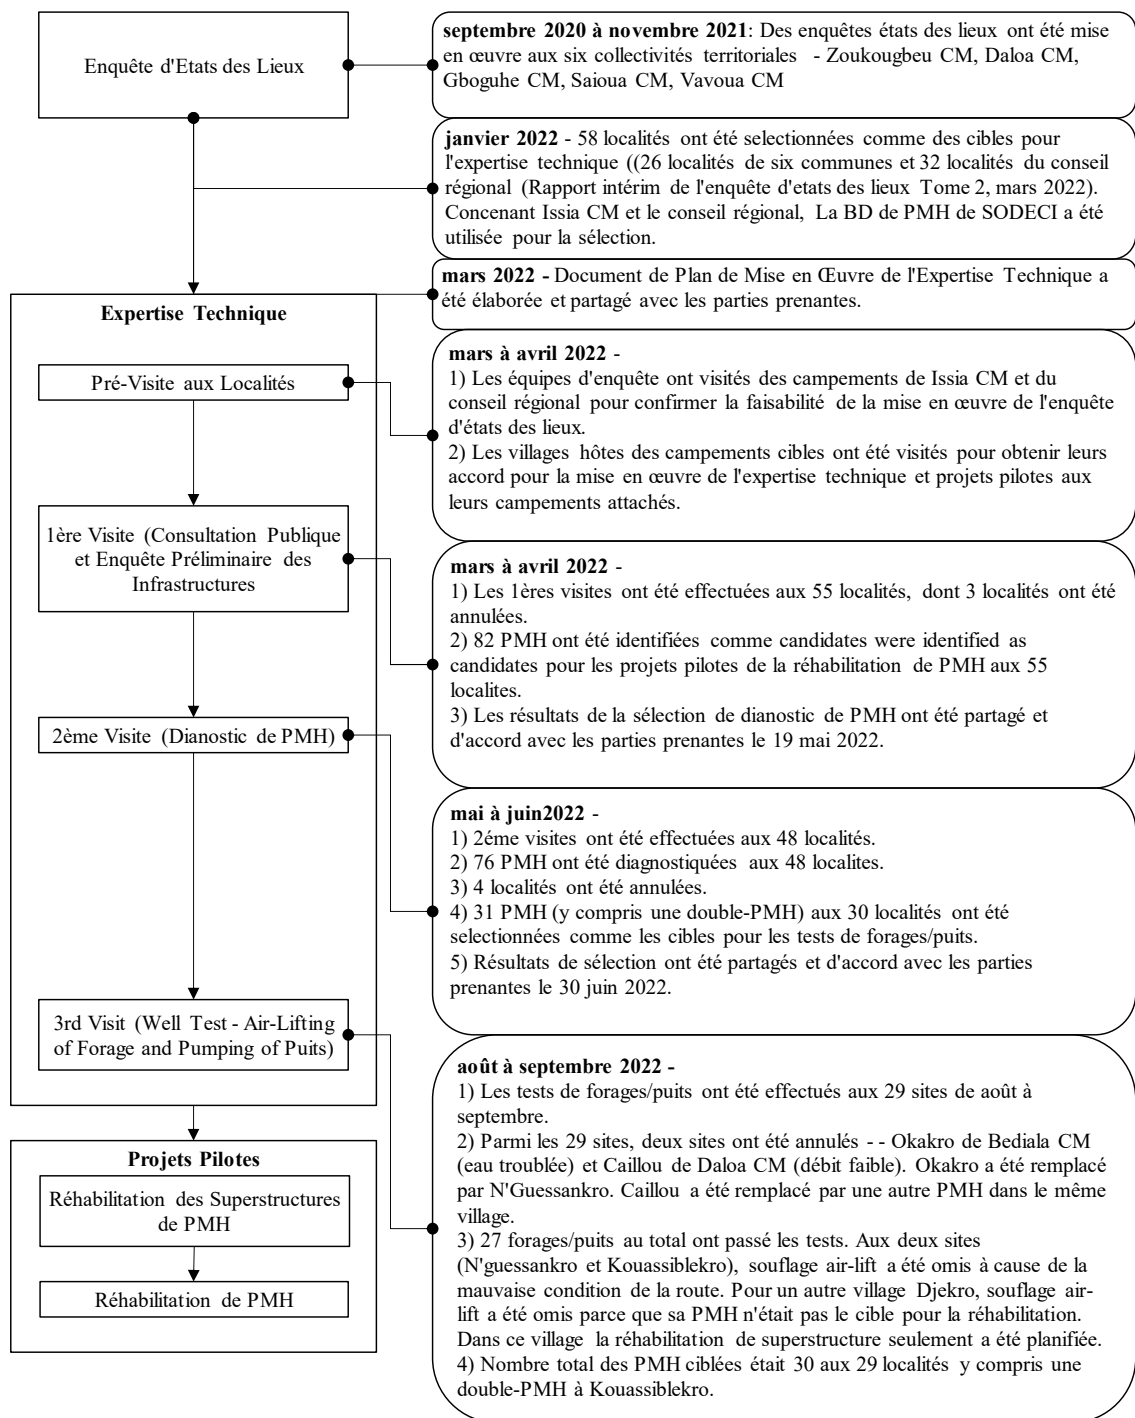 Enquête d'Etats des Lieux
septembre 2020 à novembre 2021: Des enquêtes états des lieux ont été mise
en œuvre aux six collectivités territoriales - Zoukougbeu CM, Daloa CM,
Gboguhe CM, Saioua CM, Vavoua CM
janvier 2022 - 58 localités ont été selectionnées comme des cibles pour
l'expertise technique ((26 localités de six communes et 32 localités du conseil
régional (Rapport intérim de l'enquête d'etats des lieux Tome 2, mars 2022).
Concenant Issia CM et le conseil régional, La BD de PMH de SODECI a été
utilisée pour la sélection.
mars 2022 - Document de Plan de Mise en Œuvre de l'Expertise Technique a
été élaborée et partagé avec les parties prenantes.
Expertise Technique
Pré-Visite aux Localités
mars à avril 2022 -
1) Les équipes d'enquête ont visités des campements de Issia CM et du
conseil régional pour confirmer la faisabilité de la mise en œuvre de l'enquête
d'états des lieux.
2) Les villages hôtes des campements cibles ont été visités pour obtenir leurs
accord pour la mise en œuvre de l'expertise technique et projets pilotes aux
leurs campements attachés.
1ère Visite (Consultation Publique
et Enquête Préliminaire des
Infrastructures
mars à avril 2022 -
1) Les 1ères visites ont été effectuées aux 55 localités, dont 3 localités ont été
annulées.
2) 82 PMH ont été identifiées comme candidates were identified as
candidates pour les projets pilotes de la réhabilitation de PMH aux 55
localites.
3) Les résultats de la sélection de dianostic de PMH ont été partagé et
d'accord avec les parties prenantes le 19 mai 2022.
2ème Visite (Dianostic de PMH)
mai à juin2022 -
1) 2éme visites ont été effectuées aux 48 localités.
2) 76 PMH ont été diagnostiquées aux 48 localites.
3) 4 localités ont été annulées.
4) 31 PMH (y compris une double-PMH) aux 30 localités ont été
selectionnées comme les cibles pour les tests de forages/puits.
5) Résultats de sélection ont été partagés et d'accord avec les parties
prenantes le 30 juin 2022.
3rd Visit (Well Test - Air-Lifting
of Forage and Pumping of Puits)
août à septembre 2022 -
1) Les tests de forages/puits ont été effectués aux 29 sites de août à
septembre.
2) Parmi les 29 sites, deux sites ont été annulés - - Okakro de Bediala CM
(eau troublée) et Caillou de Daloa CM (débit faible). Okakro a été remplacé
par N'Guessankro. Caillou a été remplacé par une autre PMH dans le même
village.
3) 27 forages/puits au total ont passé les tests. Aux deux sites
(N'guessankro et Kouassiblekro), souflage air-lift a été omis à cause de la
mauvaise condition de la route. Pour un autre village Djekro, souflage air-
lift a été omis parce que sa PMH n'était pas le cible pour la réhabilitation.
Dans ce village la réhabilitation de superstructure seulement a été planifiée.
4) Nombre total des PMH ciblées était 30 aux 29 localités y compris une
double-PMH à Kouassiblekro.
Projets Pilotes
Réhabilitation des Superstructures
de PMH
Réhabilitation de PMH